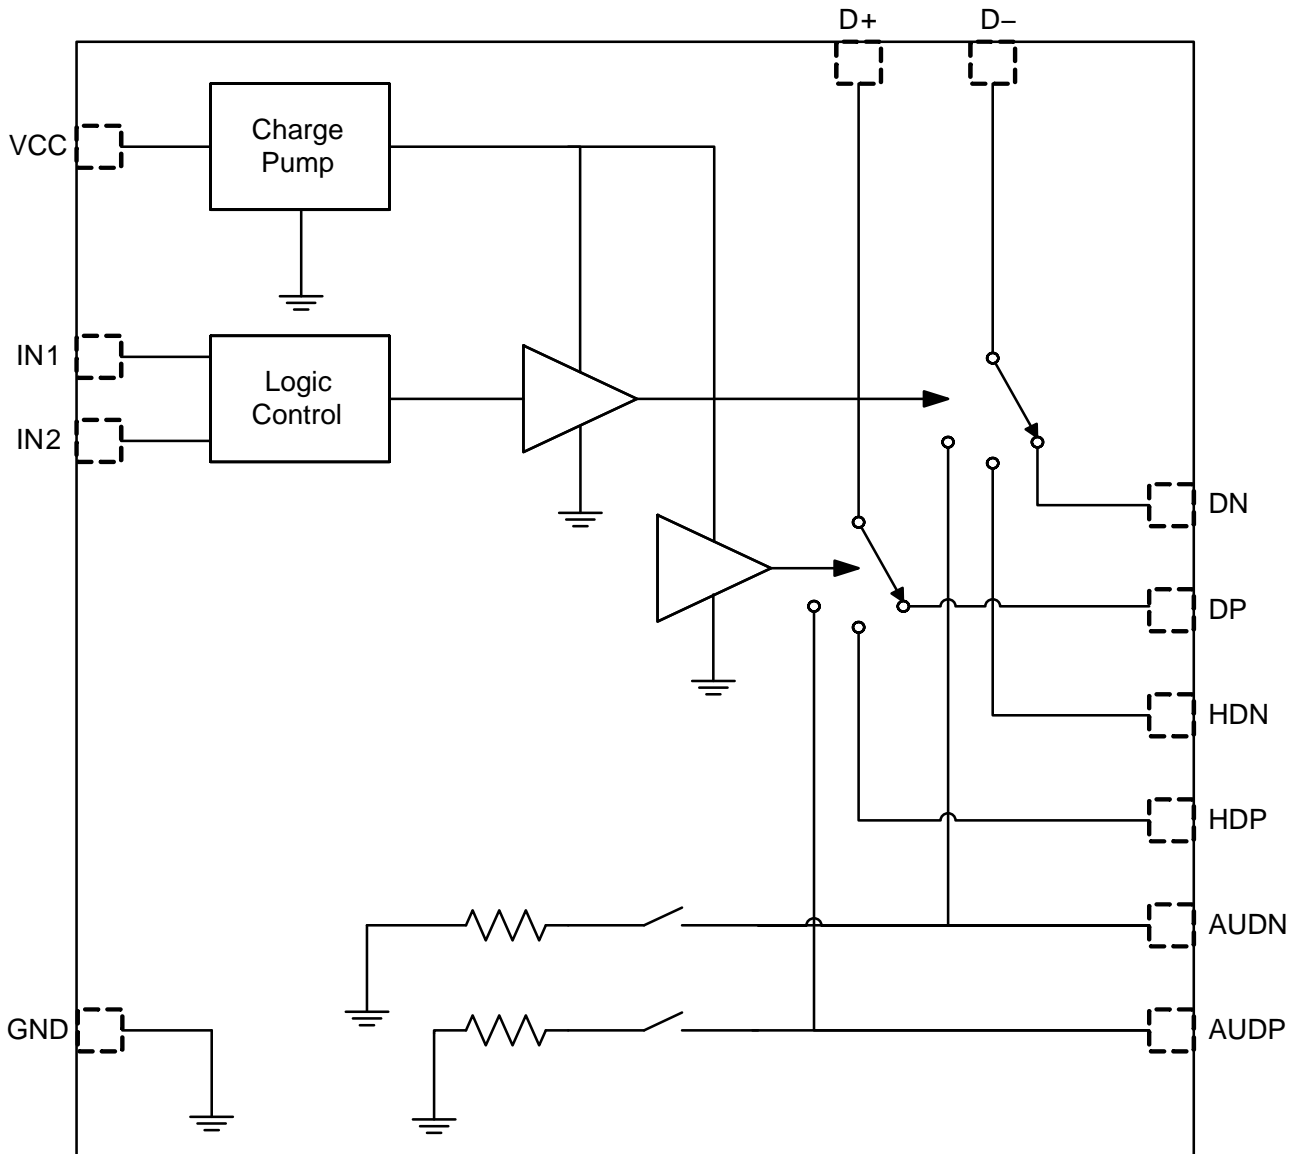 D+
D−
VCC
Charge
Pump
IN1
IN2
Logic
Control
DN
DP
HDN
HDP
AUDN
GND
AUDP